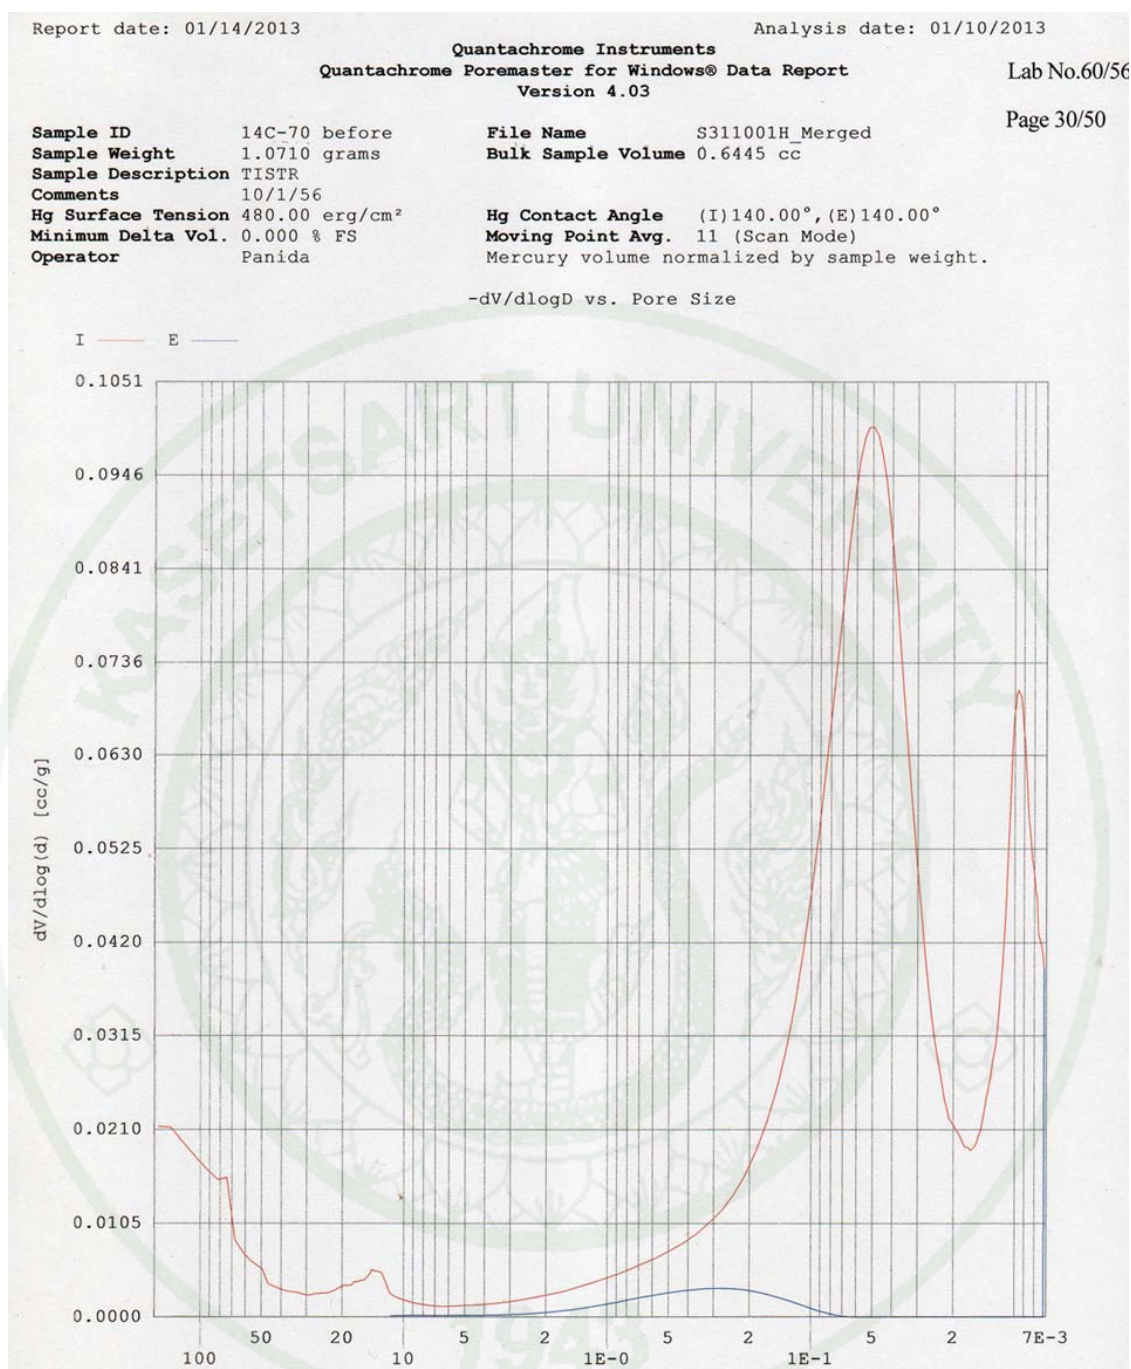 Report date: 01/14/2013 Analysis date: 01/10/2013
Quantachrome Instruments
Quantachrome Poremaster for Windows® Data Report
Version 4.03
Lab No.60/56
Page 30/50
Sample ID 14C-70 before File Name S311001H_Merged
Sample Weight 1.0710 grams Bulk Sample Volume 0.6445 cc
Sample Description TISTR
Comments 10/1/56
Hg Surface Tension 480.00 erg/cm² Hg Contact Angle (I)140.00°,(E)140.00°
Minimum Delta Vol. 0.000 % FS Moving Point Avg. 11 (Scan Mode)
Operator Panida Mercury volume normalized by sample weight.
-dV/dlogD vs. Pore Size
I E
0.1051
0.0946
0.0841
0.0736
0.0630
0.0525
0.0420
0.0315
0.0210
0.0105
0.0000
dV/dlog(d) [cc/g]
50 20 5 2 5 2 5 2 7E-3
100 10 1E-0 1E-1
KASETSART UNIVERSITY
1943